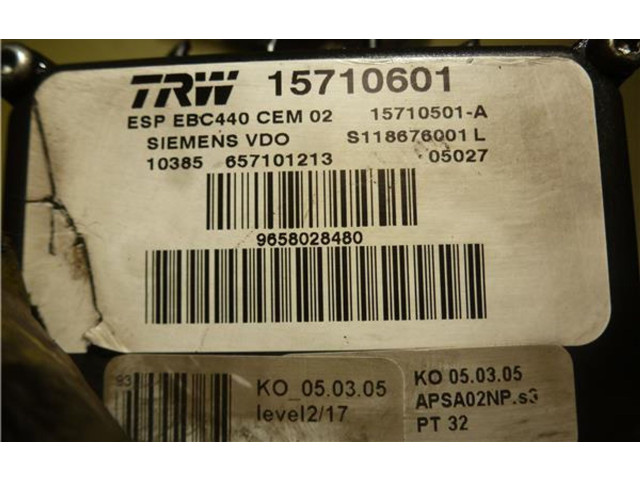 TRW 15710601
ESP EBC440 CEM 02 15710501-A
SIEMENS VDO S118676001 L
10385 657101213 05027
9658028480
93
KO_05.03.05
level2/17
KO 05.03.05
APSA02NP.s3
PT 32